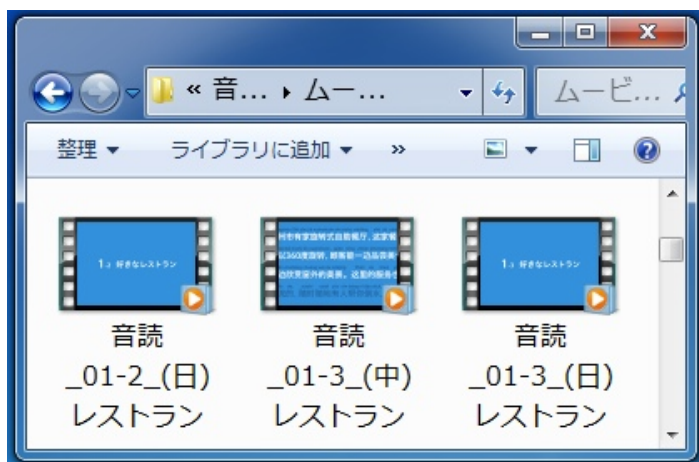 « 音... ▸ ムー...
ムービ...
整理 ▼ ライブラリに追加 ▼ »
1.2 好きなレストラン
1.3 好きなレストラン
音読
_01-2_(日)
レストラン
音読
_01-3_(中)
レストラン
音読
_01-3_(日)
レストラン